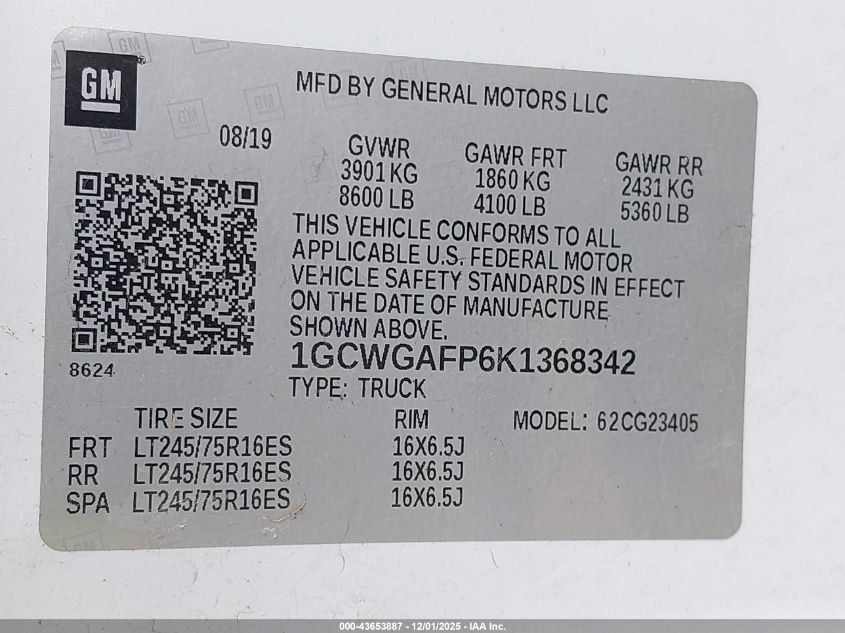 GM
MFD BY GENERAL MOTORS LLC
08/19
GVWR GAWR FRT GAWR RR
3901 KG 1860 KG 2431 KG
8600 LB 4100 LB 5360 LB
THIS VEHICLE CONFORMS TO ALL
APPLICABLE U.S. FEDERAL MOTOR
VEHICLE SAFETY STANDARDS IN EFFECT
ON THE DATE OF MANUFACTURE
SHOWN ABOVE.
8624
1GCWGAFP6K1368342
TYPE: TRUCK
TIRE SIZE RIM MODEL: 62CG23405
FRT LT245/75R16ES 16X6.5J
RR LT245/75R16ES 16X6.5J
SPA LT245/75R16ES 16X6.5J
000-43653887 - 12/01/2025 - IAA Inc.